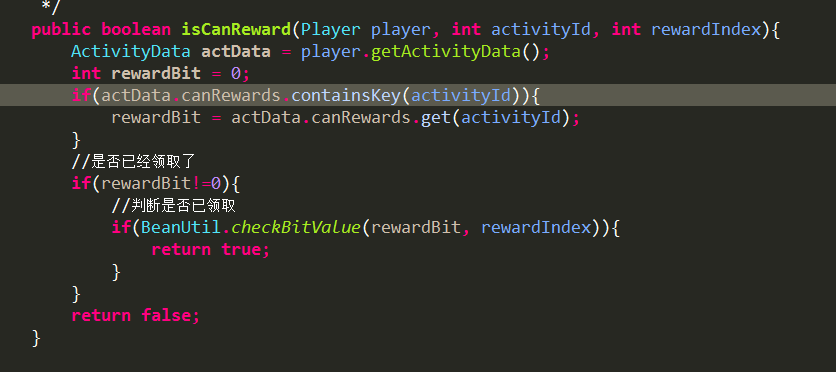 */
public boolean isCanReward(Player player, int activityId, int rewardIndex){
ActivityData actData = player.getActivityData();
int rewardBit = 0;
if(actData.canRewards.containsKey(activityId)){
rewardBit = actData.canRewards.get(activityId);
}
//是否已经领取了
if(rewardBit!=0){
//判断是否已领取
if(BeanUtil.checkBitValue(rewardBit, rewardIndex)){
return true;
}
}
return false;
}